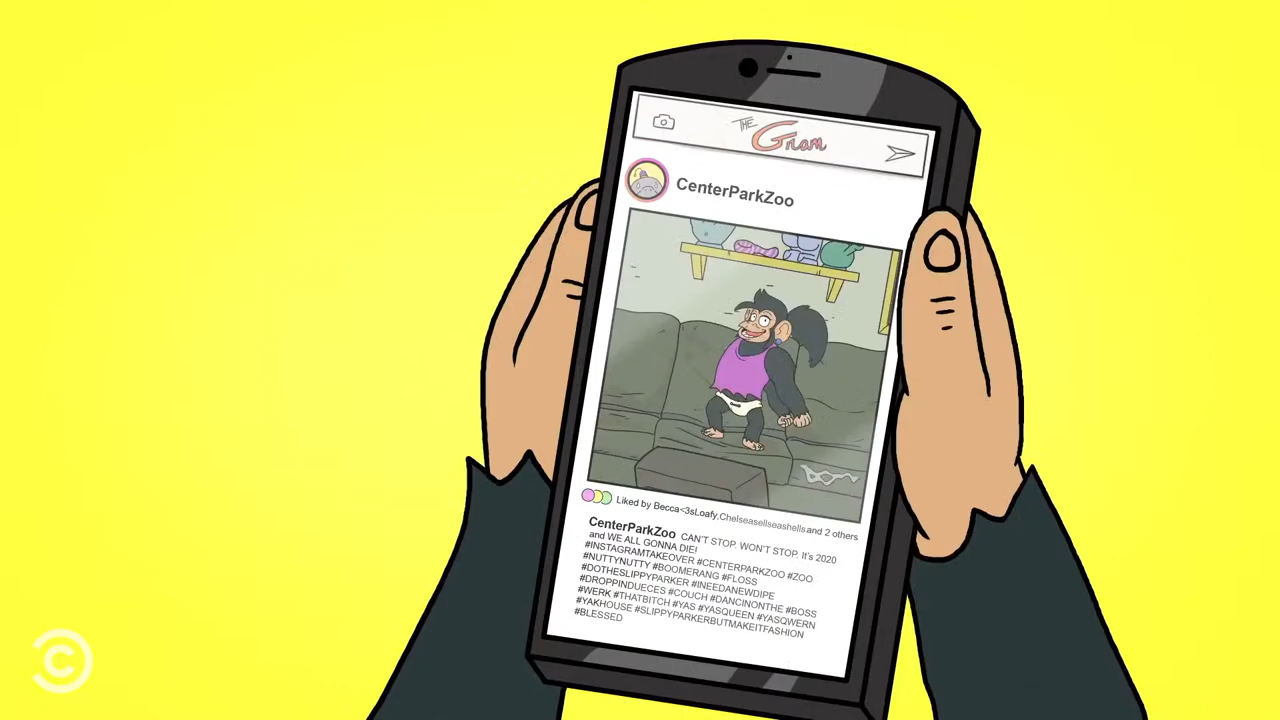 THE Gram
CenterParkZoo
Liked by Becca<3sLoafy,Chelseasellseashells and 2 others
CenterParkZoo CAN'T STOP. WON'T STOP. It's 2020
and WE ALL GONNA DIE!
#INSTAGRAMTAKEOVER #CENTERPARKZOO #ZOO
#NUTTYNUTTY #BOOMERANG #FLOSS
#DOTHESLIPPYPARKER #INEEDANEWDIPE
#DROPPINDUECES #COUCH #DANCINONTHE #BOSS
#WERK #THATBITCH #YAS #YASQUEEN #YASQWERN
#YAKHOUSE #SLIPPYPARKERBUTMAKEITFASHION
#BLESSED